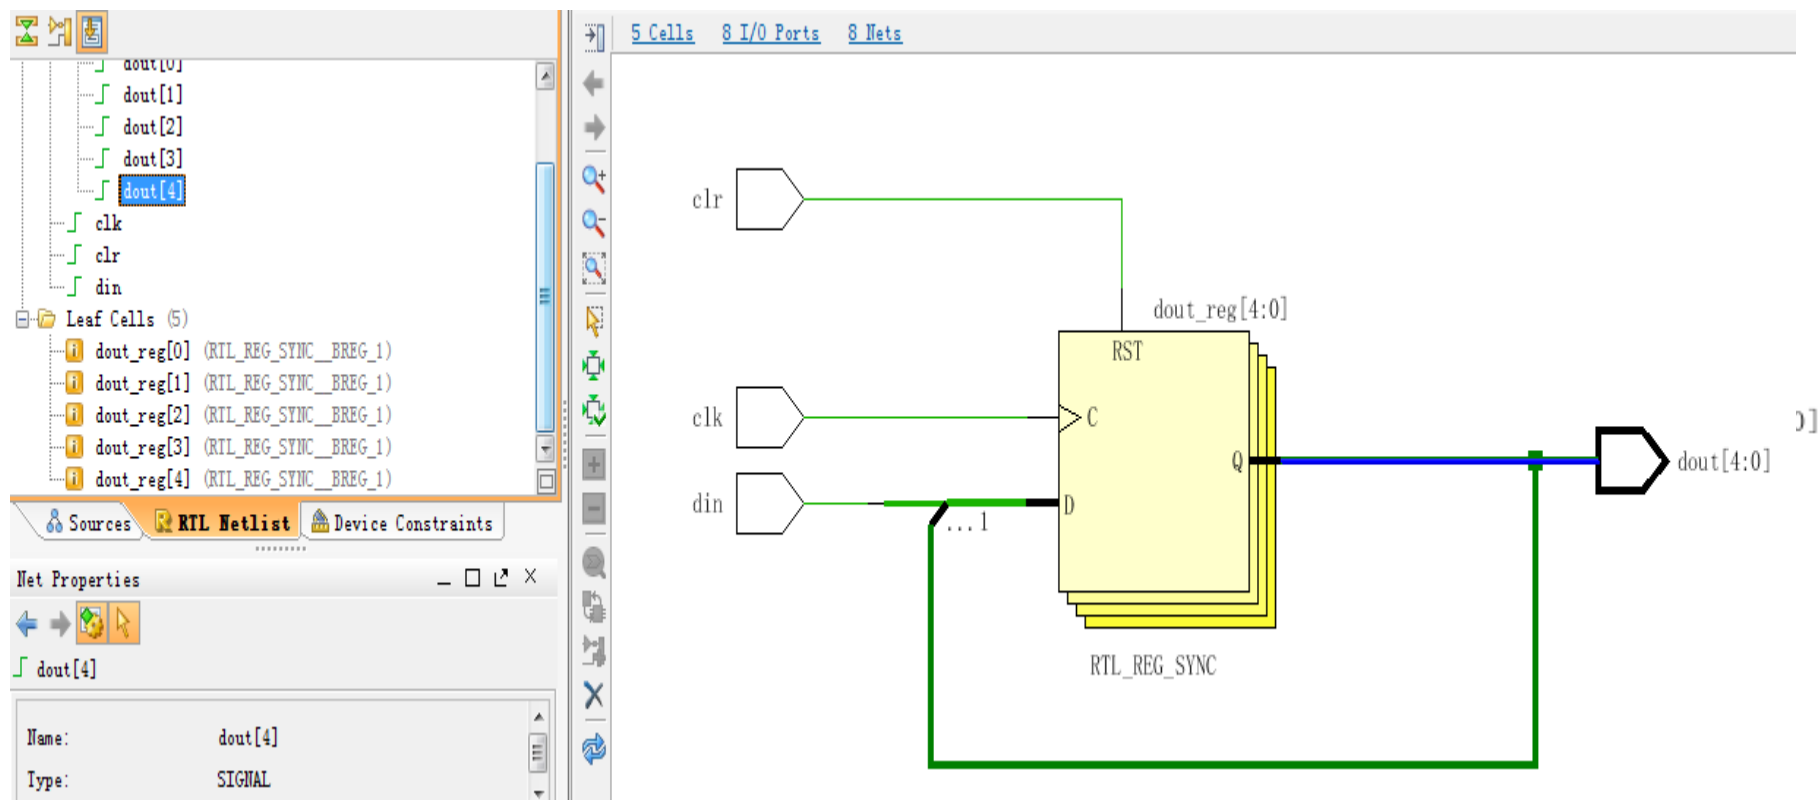 dout[0]
dout[1]
dout[2]
dout[3]
dout[4]
clk
clr
din
Leaf Cells (5)
dout_reg[0] (RTL_REG_SYNC__BREG_1)
dout_reg[1] (RTL_REG_SYNC__BREG_1)
dout_reg[2] (RTL_REG_SYNC__BREG_1)
dout_reg[3] (RTL_REG_SYNC__BREG_1)
dout_reg[4] (RTL_REG_SYNC__BREG_1)
Sources RTL Netlist Device Constraints
Net Properties
dout[4]
Name: dout[4]
Type: SIGNAL
5 Cells 8 I/O Ports 8 Nets
clr
dout_reg[4:0]
RST
clk
C
Q
dout[4:0]
0]
din
D
...1
RTL_REG_SYNC